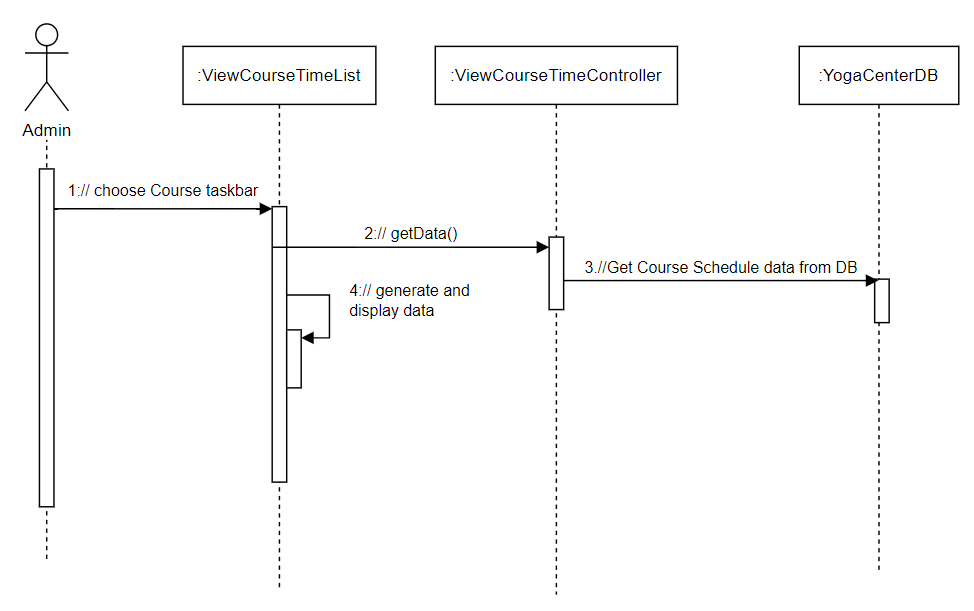 :ViewCourseTimeList
:ViewCourseTimeController
:YogaCenterDB
Admin
1:// choose Course taskbar
2:// getData()
3.//Get Course Schedule data from DB
4:// generate and
display data